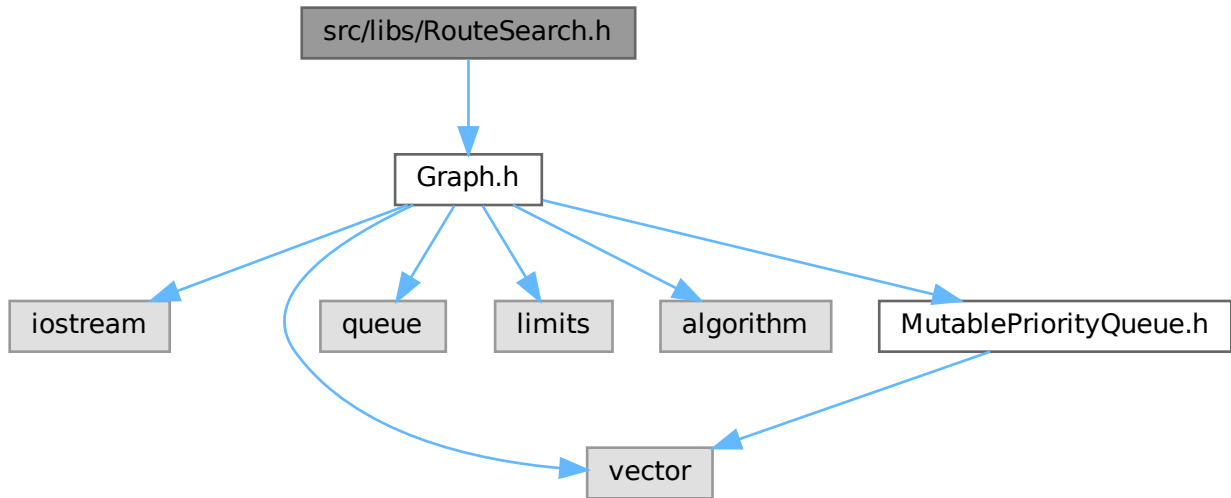 src/libs/RouteSearch.h
Graph.h
iostream
queue
limits
algorithm
MutablePriorityQueue.h
vector